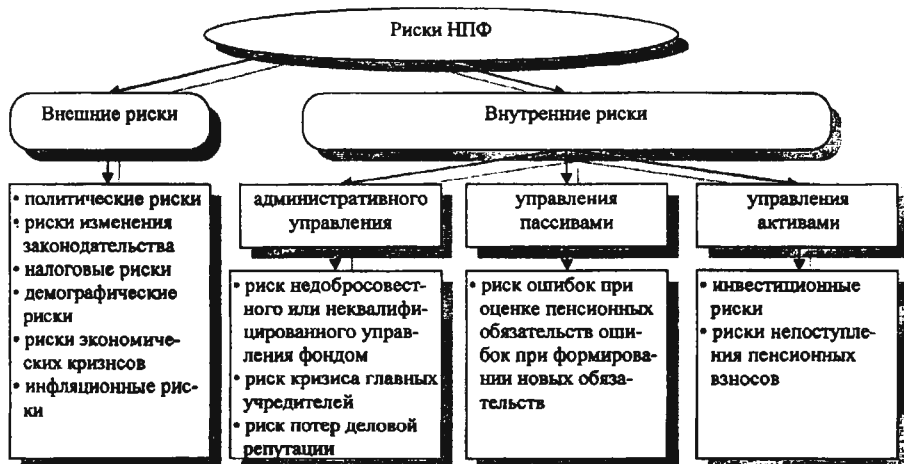 Риски НПФ
Внешние риски
Внутренние риски
• политические риски
• риски изменения
законодательства
• налоговые риски
• демографические
риски
• риски экономиче-
ских кризисов
• инфляционные рис-
ки
административного
управления
• риск недобросовест-
ного или неквалифи-
цированного управ-
ления фондом
• риск кризиса главных
учредителей
• риск потер деловой
репутации
управления
пассивами
• риск ошибок при
оценке пенсионных
обязательств оши-
бок при формирова-
нии новых обяза-
тельств
управления
активами
• инвестиционные
риски
• риски непоступле-
ния пенсионных
взносов